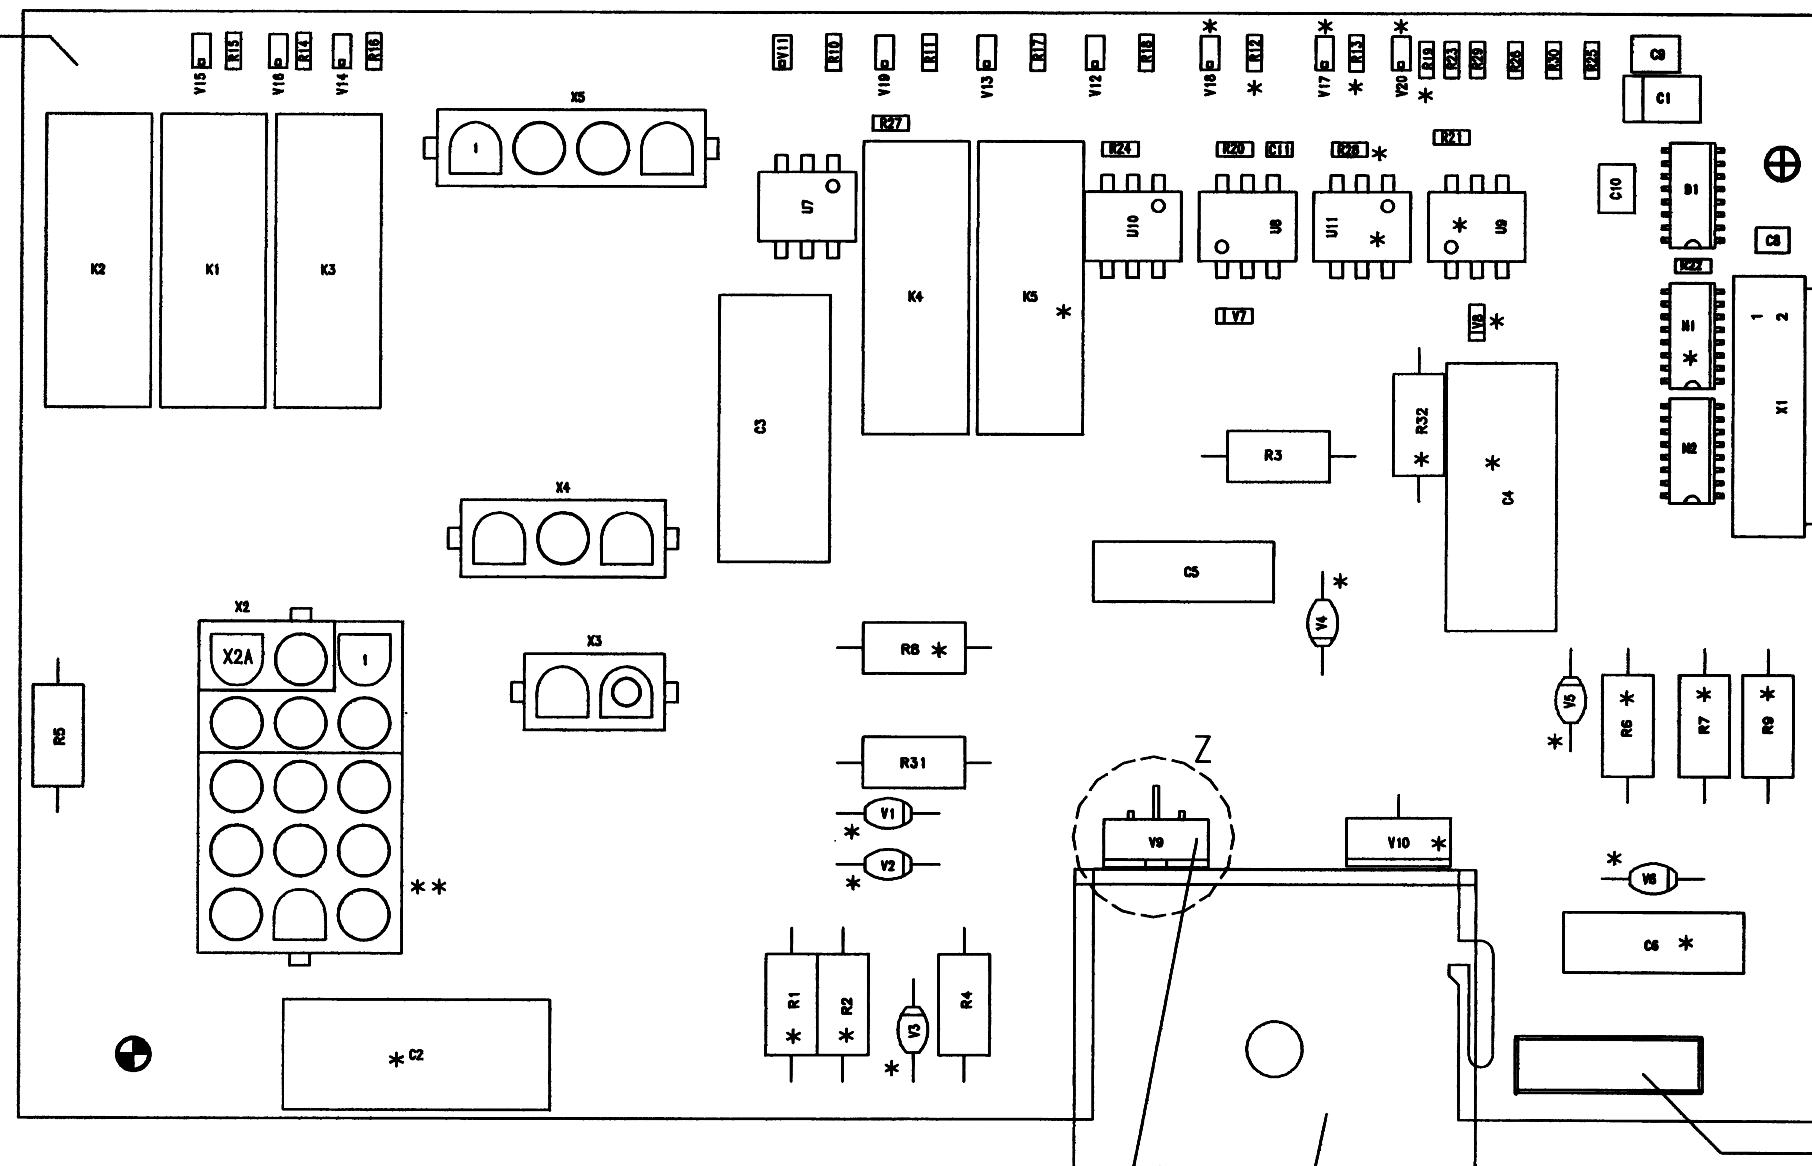 V15 R15 V16 R14 V14 R16 V11 R10 V19 R11 V13 R17 V12 R18 * V18 R12 * * V17 R13 * * V20 R19 * R23 R29 R26 R30 R25 C9
C1
X5
1
R27
R24 R20 C11 R28 * R21
K2 K1 K3
U7
U10 U8 U11 * * U9
C10 D1
C8
R22
K4 K5 *
V7 V8 *
N1 *
1 2
X1
C3
R3
R32 *
* C4
N2
X4
C5
V4 *
X2
X2A 1
X3
R8 *
R5
R31
V5 *
* R6
* R7
* R9
Z
V1 *
V2 *
V9
V10 *
* V6
**
C6 *
R1 *
R2 *
V3 *
R4
* C2